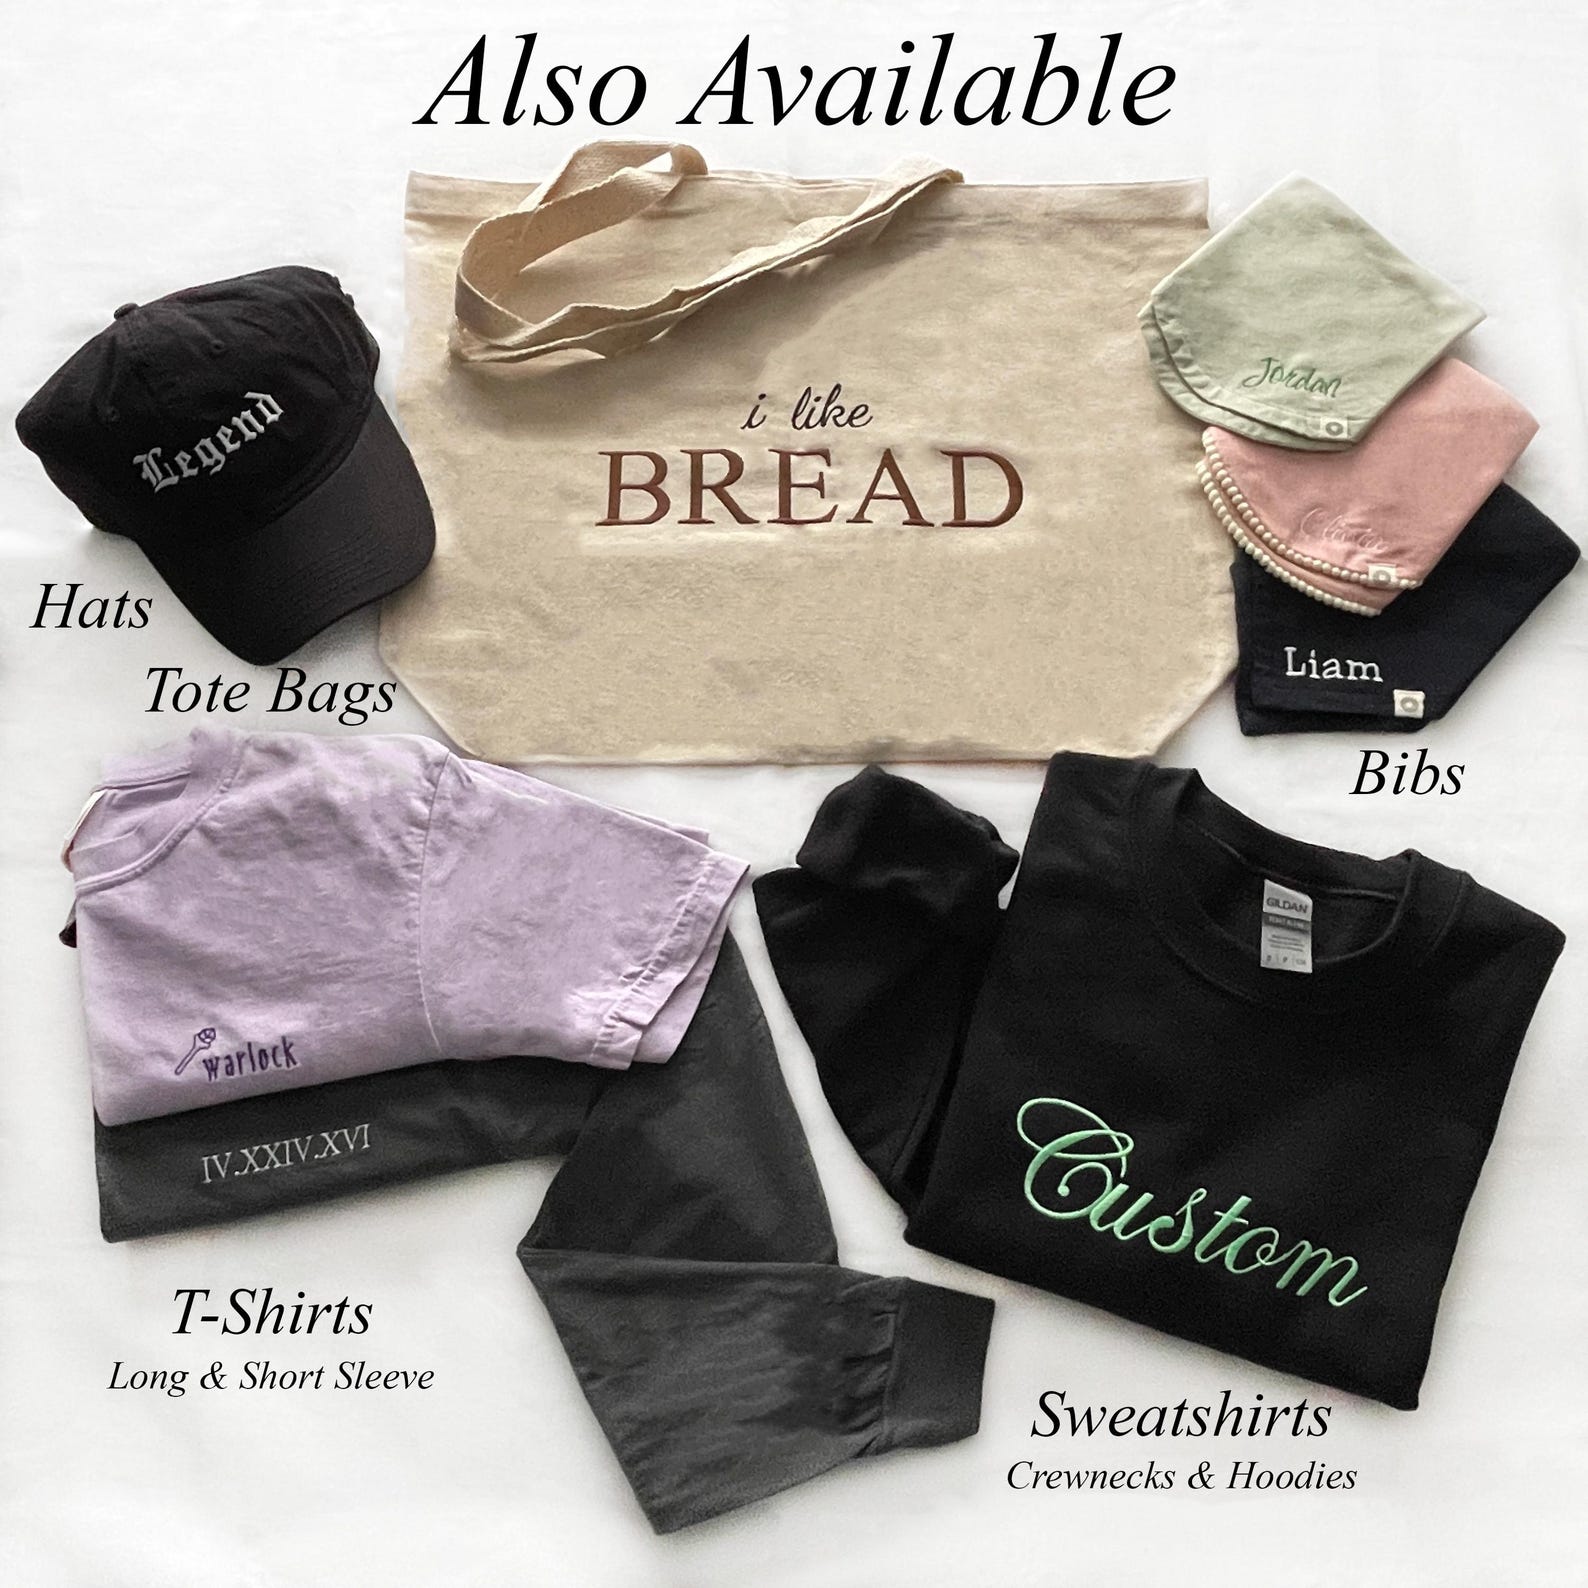 Also Available
Legend
i like
BREAD
Jordan
Liam
Hats
Tote Bags
Bibs
GILDAN
warlock
IV.XXIV.XVI
Custom
T-Shirts
Long & Short Sleeve
Sweatshirts
Crewnecks & Hoodies